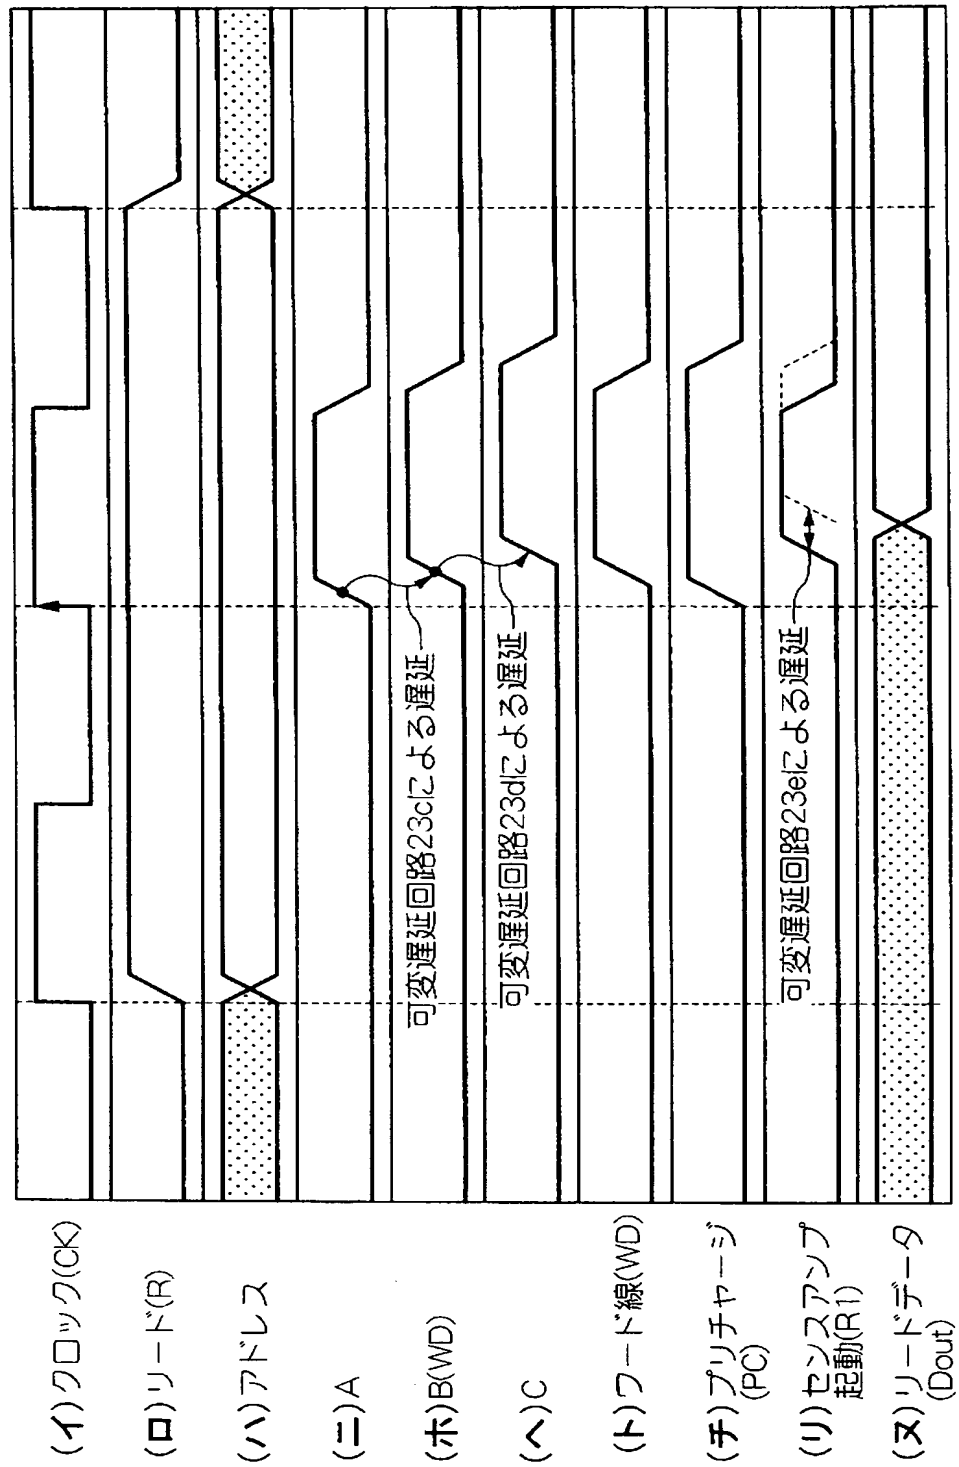 (イ)クロック(CK)
(ロ)リード(R)
(ハ)アドレス
(ニ)A
(ホ)B(WD)
(ヘ)C
(ト)ワード線(WD)
(チ)プリチャージ
(PC)
(リ)センスアンプ
起動(R1)
(ヌ)リードデータ
(Dout)
可変遅延回路23cによる遅延
可変遅延回路23dによる遅延
可変遅延回路23eによる遅延